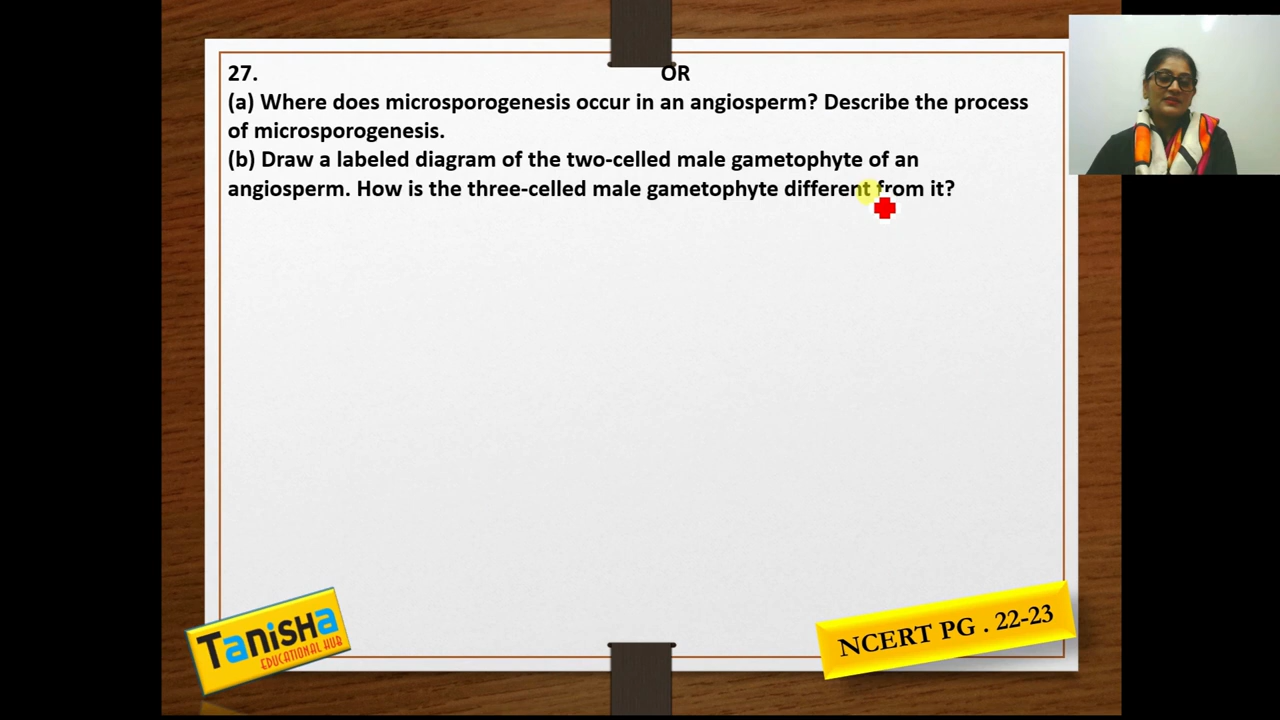 27. OR
(a) Where does microsporogenesis occur in an angiosperm? Describe the process
of microsporogenesis.
(b) Draw a labeled diagram of the two-celled male gametophyte of an
angiosperm. How is the three-celled male gametophyte different from it?
TaniSHa
EDUCATIONAL HUB
NCERT PG . 22-23